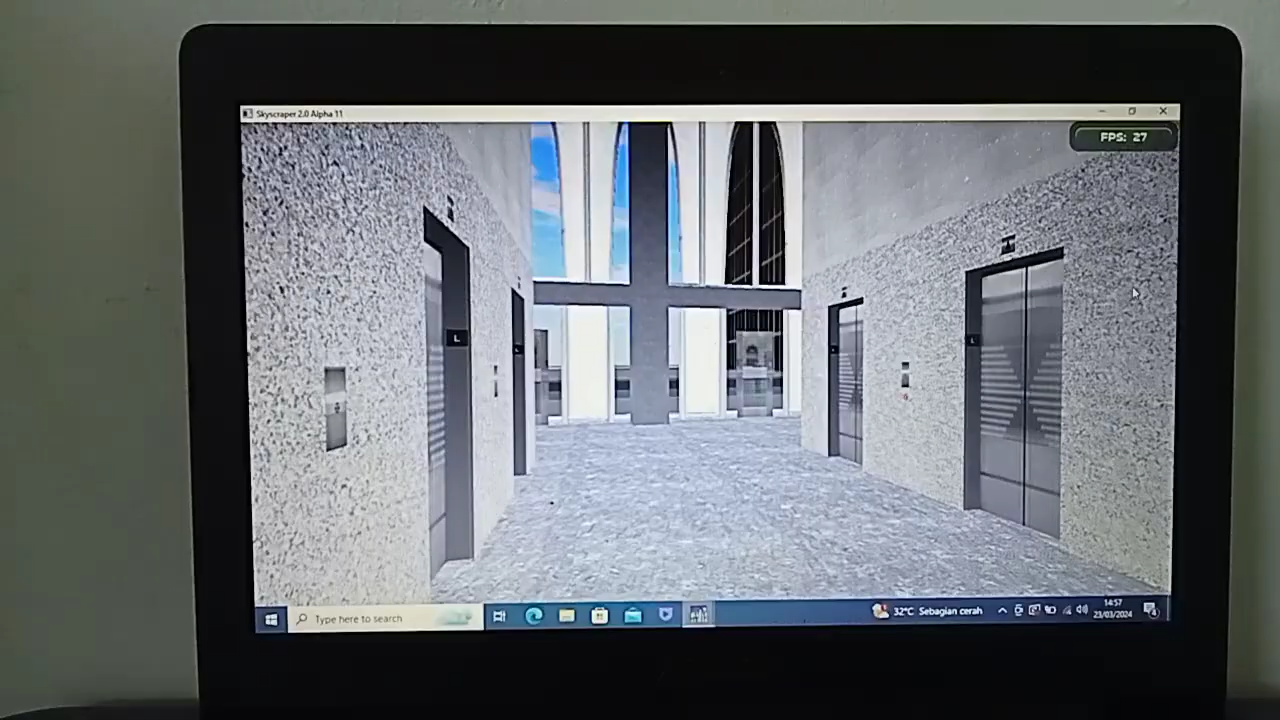 Skyscraper 2.0 Alpha 11
FPS: 27
L
L
L
L
Type here to search
32°C Sebagian cerah
14:57
23/03/2024
4